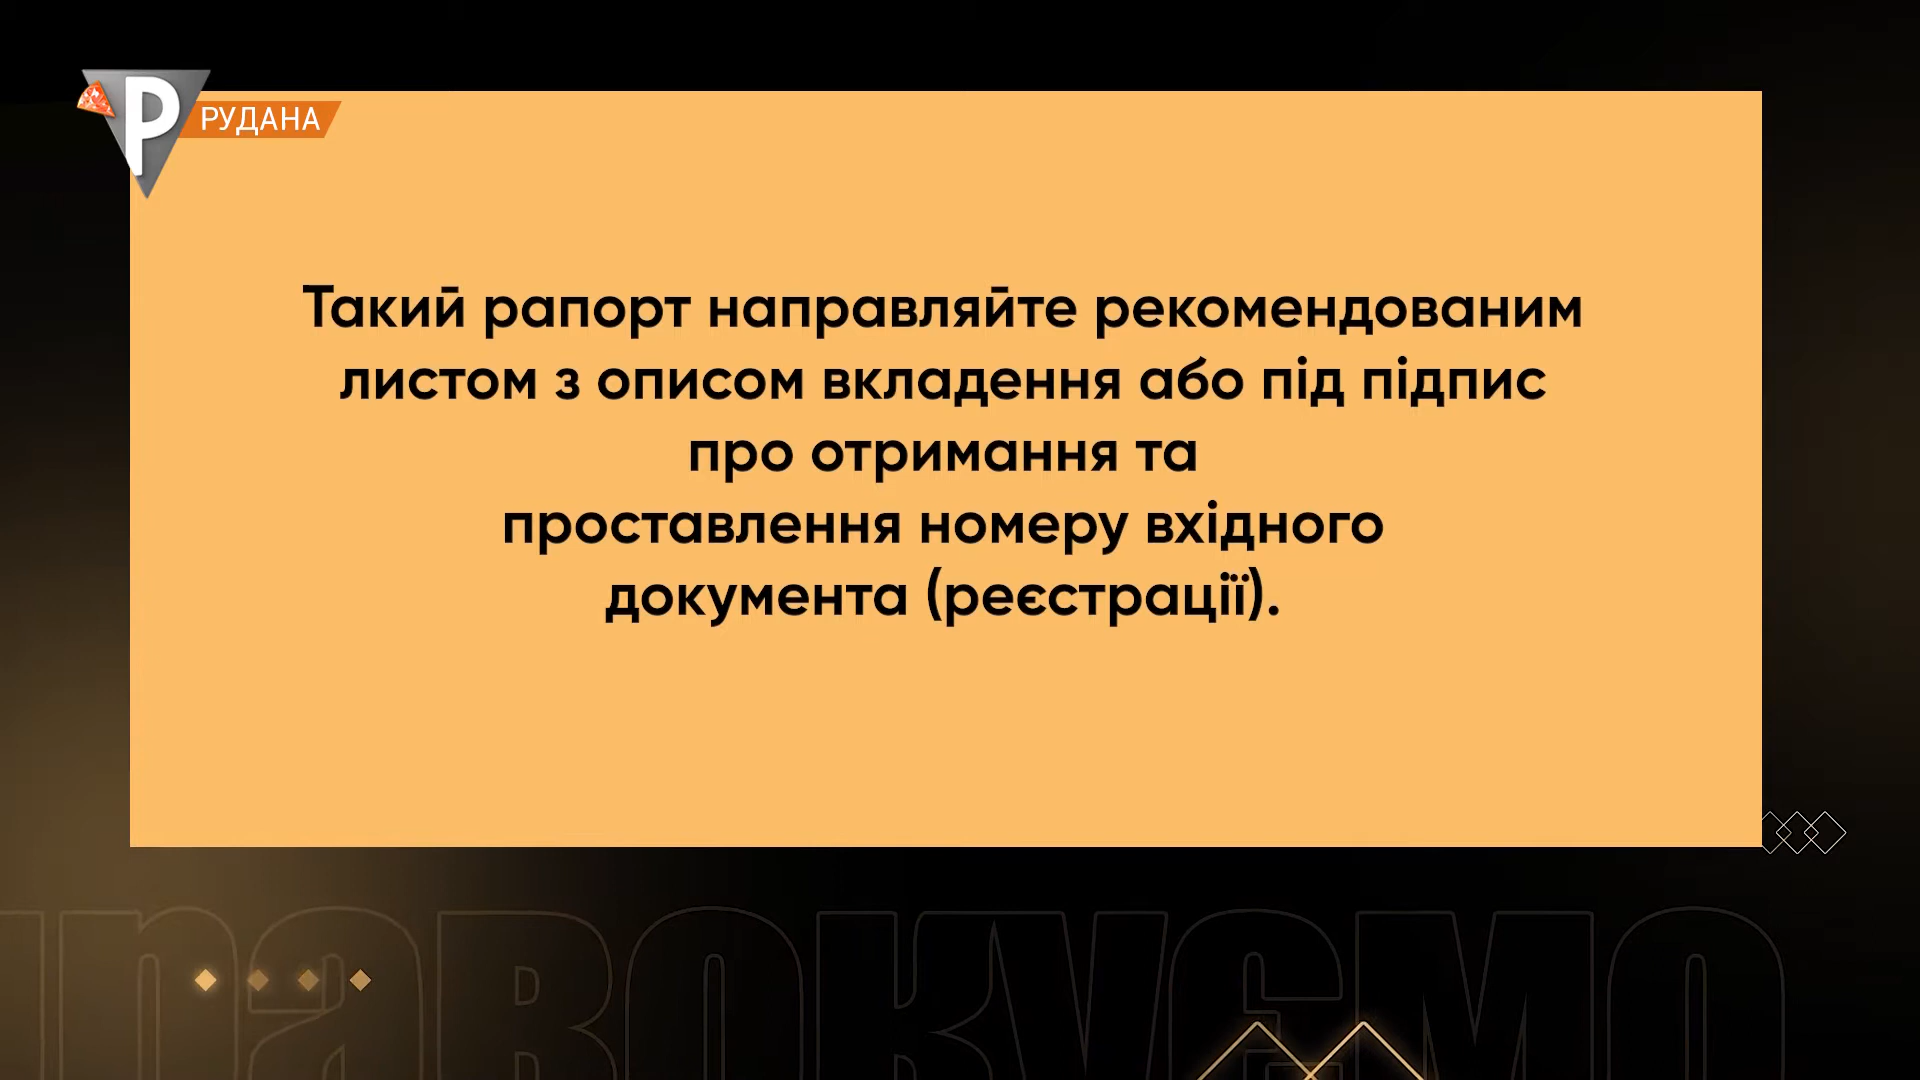 Р РУДАНА
Такий рапорт направляйте рекомендованим
листом з описом вкладення або під підпис
про отримання та
проставлення номеру вхідного
документа (реєстрації).
равокуємо